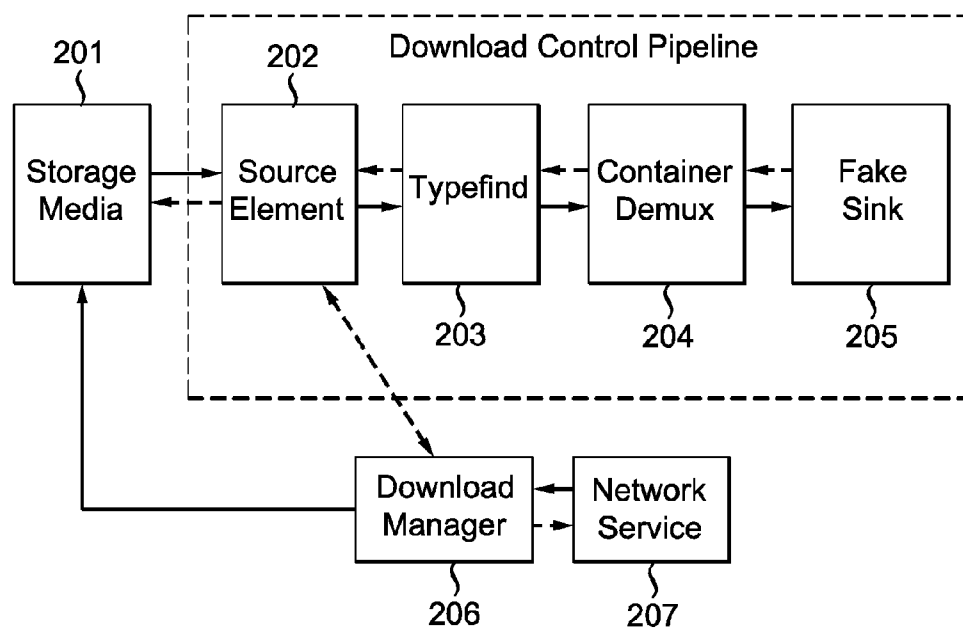 Download Control Pipeline
201
202
Storage
Media
Source
Element
Typefind
Container
Demux
Fake
Sink
203
204
205
Download
Manager
Network
Service
206
207